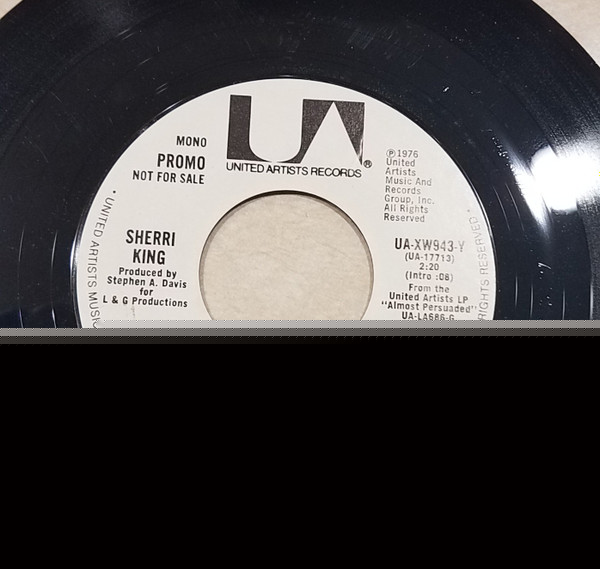 UA
UNITED ARTISTS RECORDS®
MONO
PROMO
NOT FOR SALE
℗ 1976
United
Artists
Music And
Records
Group, Inc.
All Rights
Reserved
SHERRI
KING
Produced by
Stephen A. Davis
for
L & G Productions
UA-XW943-Y
(UA-17713)
2:20
(Intro :08)
From the
United Artists LP
"Almost Persuaded"
UA-LA686-G
• UNITED ARTISTS MUSIC
RIGHTS RESERVED •